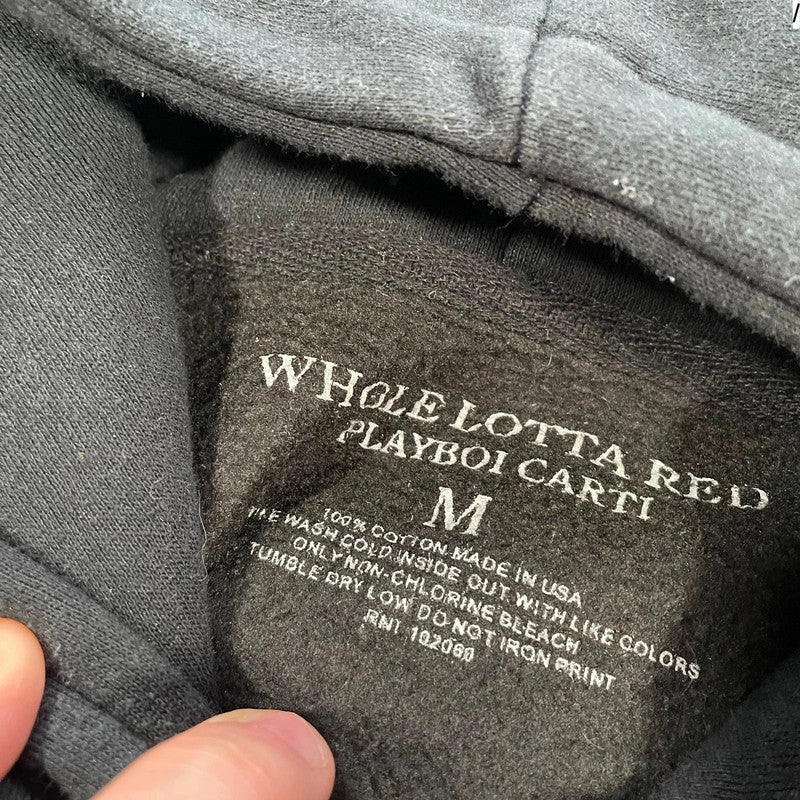 WHOLE LOTTA RED
PLAYBOI CARTI
M
100% COTTON MADE IN USA
WASH COLD INSIDE OUT WITH LIKE COLORS
ONLY NON-CHLORINE BLEACH
TUMBLE DRY LOW DO NOT IRON PRINT
RN1 102060